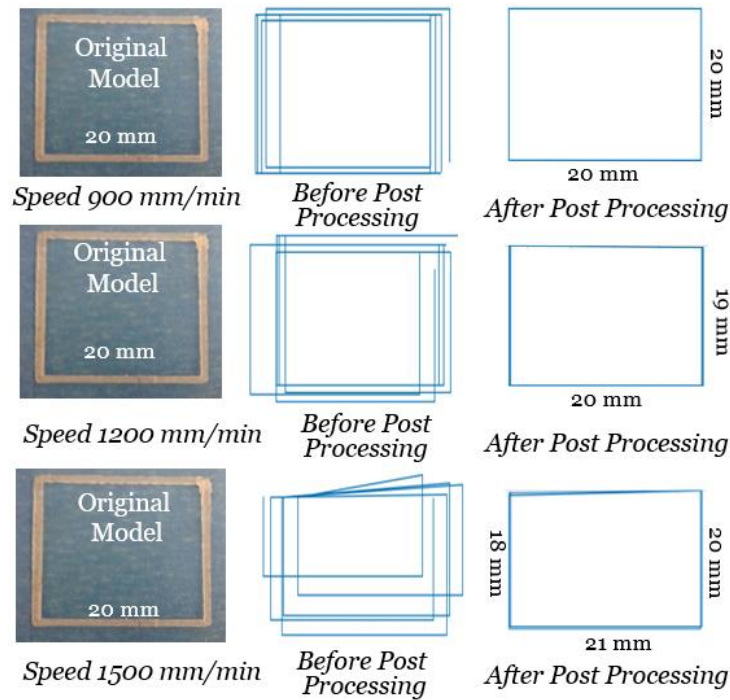 Original
Model
20 mm
20 mm
20 mm
Speed 900 mm/min
Before Post
Processing
After Post Processing
Original
Model
20 mm
19 mm
20 mm
Speed 1200 mm/min
Before Post
Processing
After Post Processing
Original
Model
20 mm
18 mm
20 mm
21 mm
Speed 1500 mm/min
Before Post
Processing
After Post Processing